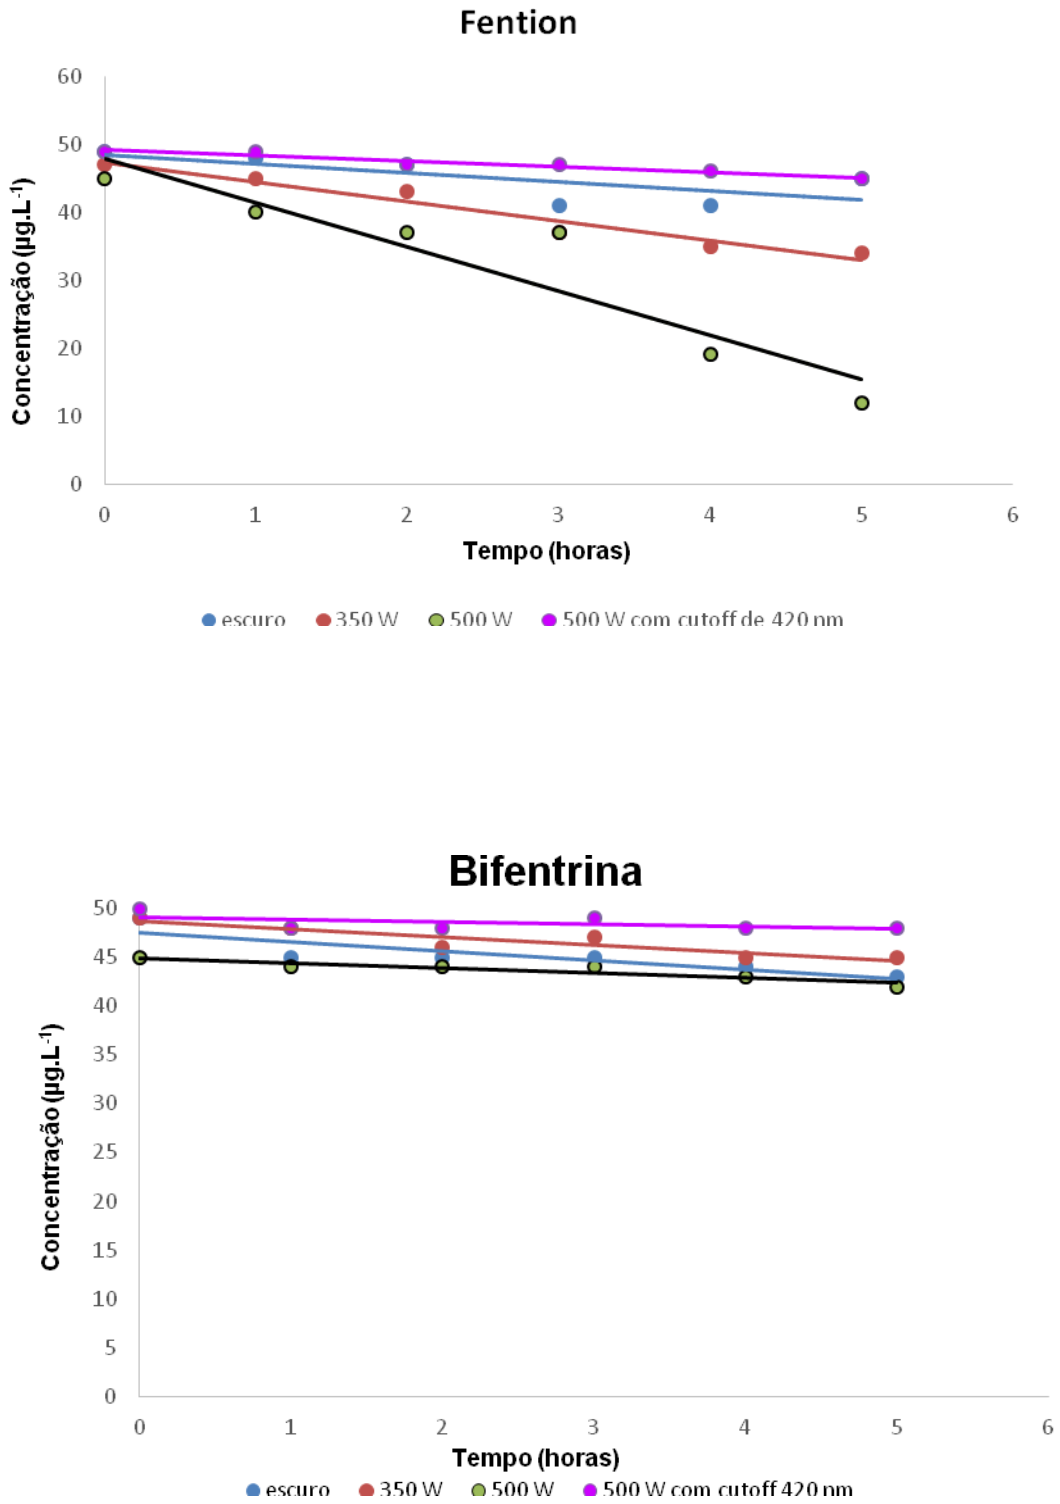 Fention
60
50
40
30
20
10
0
Concentração (µg.L-1)
0 1 2 3 4 5 6
Tempo (horas)
escuro 350 W 500 W 500 W com cutoff de 420 nm
Bifentrina
50
45
40
35
30
25
20
15
10
5
0
Concentração (µg.L-1)
0 1 2 3 4 5 6
Tempo (horas)
escuro 350 W 500 W 500 W com cutoff 420 nm